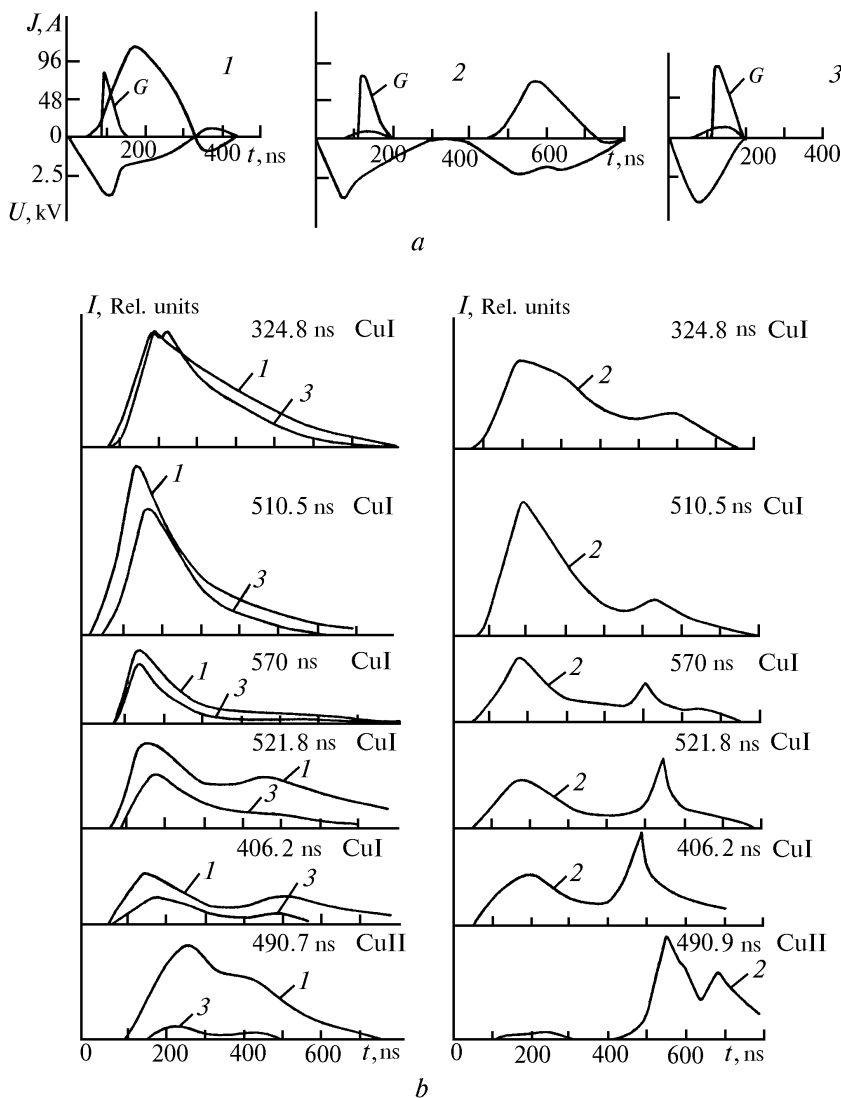 J, A
96
48
0
2.5
U, kV
G
1
200
400
t, ns
G
2
200
400
600
t, ns
G
3
200
400
t, ns
a
I, Rel. units
324.8 ns CuI
1
3
510.5 ns CuI
1
3
570 ns CuI
1
3
521.8 ns CuI
1
3
406.2 ns CuI
1
3
490.7 ns CuII
1
3
0 200 400 600 t, ns
I, Rel. units
324.8 ns CuI
2
510.5 ns CuI
2
570 ns CuI
2
521.8 ns CuI
2
406.2 ns CuI
2
490.9 ns CuII
2
0 200 400 600 t, ns
b